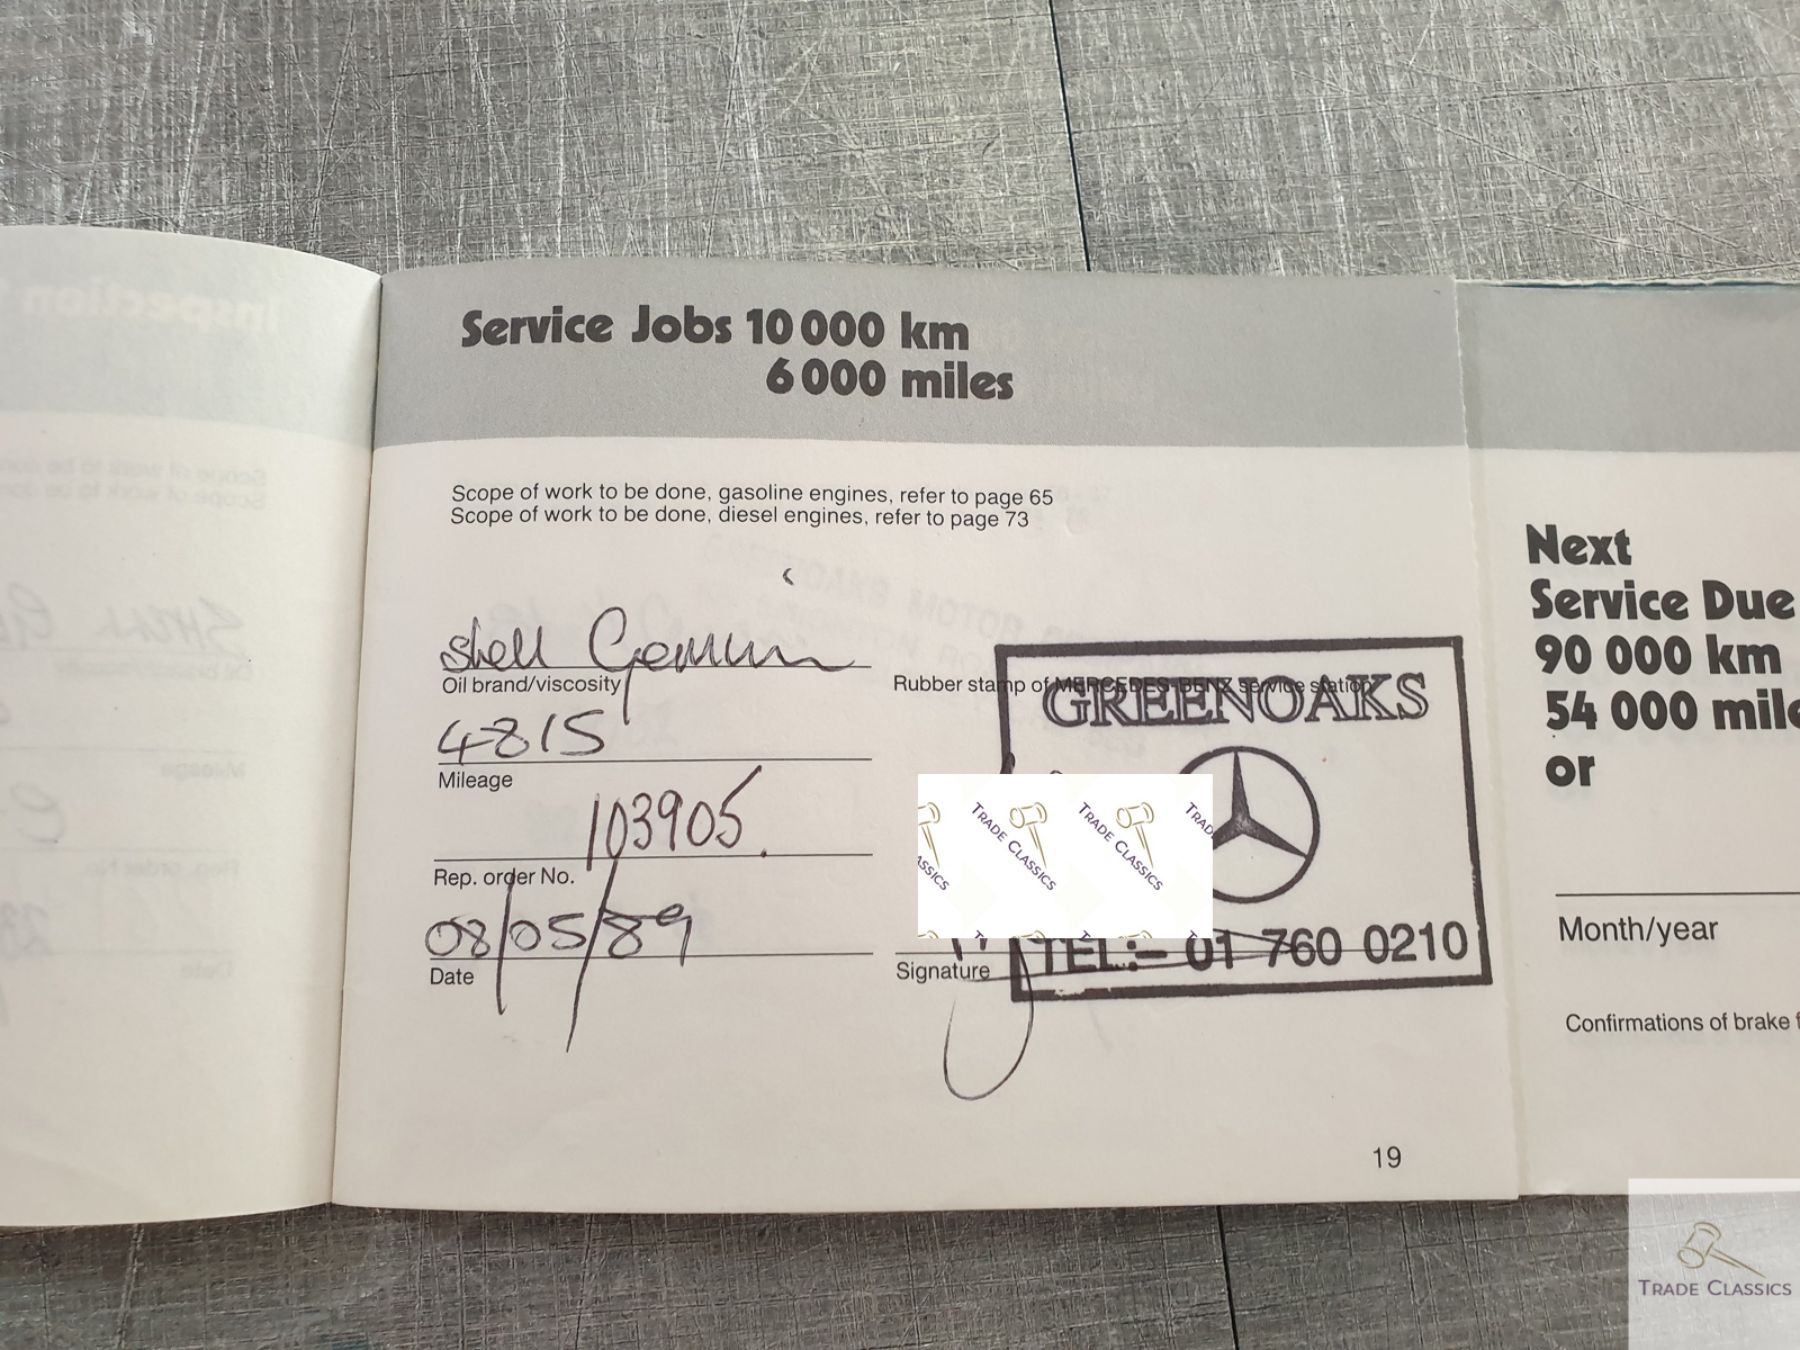 Service Jobs 10 000 km
6 000 miles
Scope of work to be done, gasoline engines, refer to page 65
Scope of work to be done, diesel engines, refer to page 73
Shell Gemini
Oil brand/viscosity
4815
Mileage
103905.
Rep. order No.
08/05/89
Date
Rubber stamp of MERCEDES-BENZ service station
GREENOAKS
TEL:- 01 760 0210
Signature
19
Next
Service Due
90 000 km
54 000 mile
or
Month/year
Confirmations of brake f
TRADE CLASSICS
TRADE CLASSICS
TRADE
ASSICS
TRADE CLASSICS